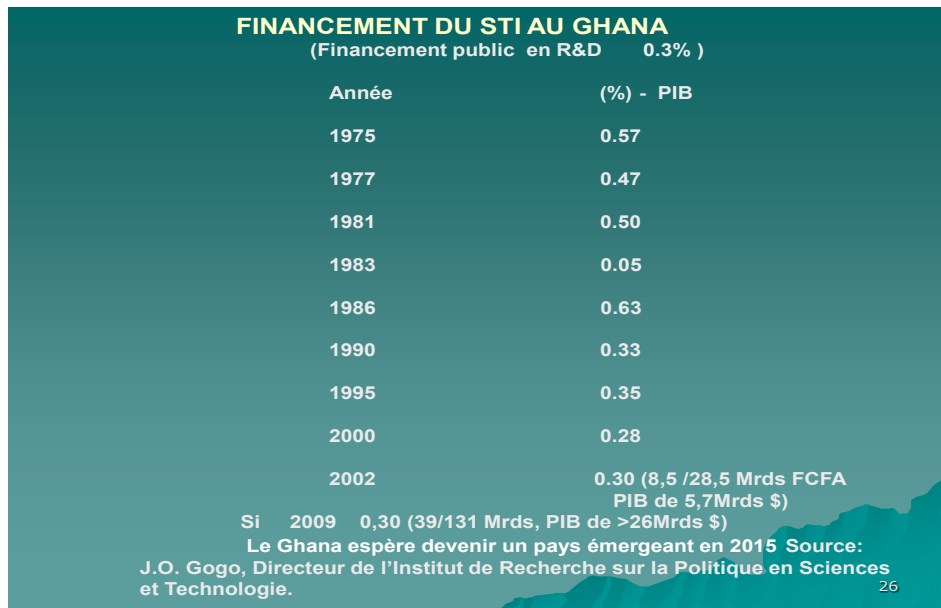 FINANCEMENT DU STI AU GHANA
(Financement public en R&D 0.3% )
Année (%) - PIB
1975 0.57
1977 0.47
1981 0.50
1983 0.05
1986 0.63
1990 0.33
1995 0.35
2000 0.28
2002 0.30 (8,5 /28,5 Mrds FCFA
PIB de 5,7Mrds $)
Si 2009 0,30 (39/131 Mrds, PIB de >26Mrds $)
Le Ghana espère devenir un pays émergeant en 2015 Source:
J.O. Gogo, Directeur de l'Institut de Recherche sur la Politique en Sciences
et Technologie.
26